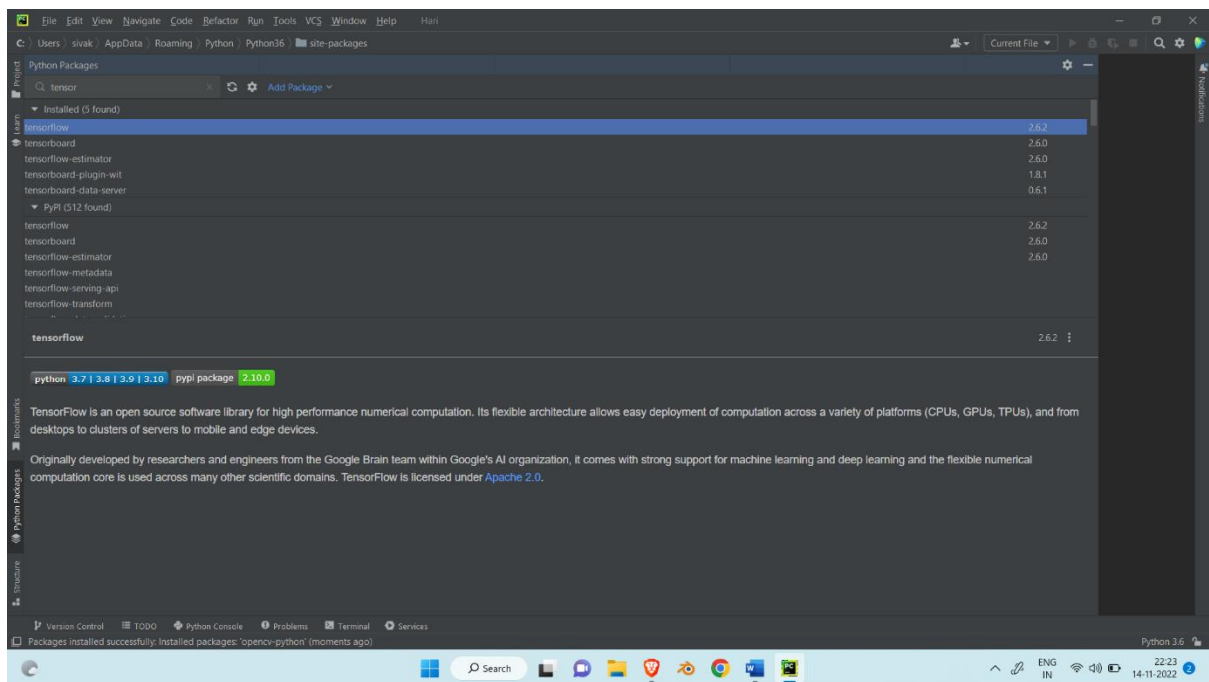 File Edit View Navigate Code Refactor Run Tools VCS Window Help Hari
C: Users sivak AppData Roaming Python Python36 site-packages
Current File
Project
Python Packages
tensor
Add Package
Installed (5 found)
Learn
tensorflow 2.6.2
tensorboard 2.6.0
tensorflow-estimator 2.6.0
tensorboard-plugin-wit 1.8.1
tensorboard-data-server 0.6.1
PyPI (512 found)
tensorflow 2.6.2
tensorboard 2.6.0
tensorflow-estimator 2.6.0
tensorflow-metadata
tensorflow-serving-api
tensorflow-transform
Notifications
tensorflow 2.6.2
python 3.7 | 3.8 | 3.9 | 3.10 pypi package 2.10.0
TensorFlow is an open source software library for high performance numerical computation. Its flexible architecture allows easy deployment of computation across a variety of platforms (CPUs, GPUs, TPUs), and from
desktops to clusters of servers to mobile and edge devices.
Originally developed by researchers and engineers from the Google Brain team within Google's AI organization, it comes with strong support for machine learning and deep learning and the flexible numerical
computation core is used across many other scientific domains. TensorFlow is licensed under Apache 2.0.
Bookmarks
Python Packages
Structure
Version Control TODO Python Console Problems Terminal Services
Packages installed successfully: Installed packages: 'opencv-python' (moments ago) Python 3.6
Search
ENG
IN
22:23
14-11-2022
2